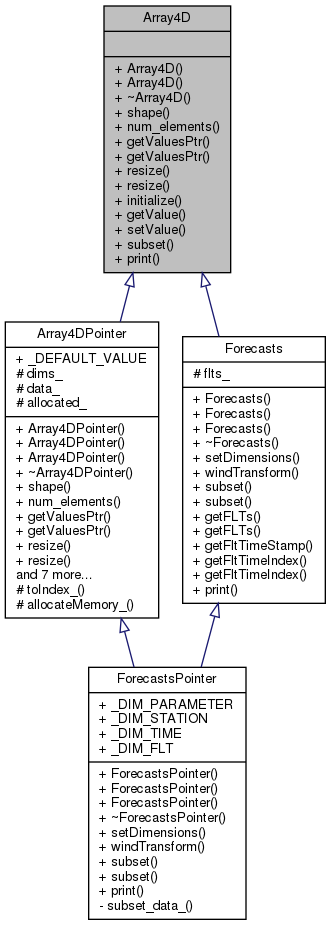 Array4D
+ Array4D()
+ Array4D()
+ ~Array4D()
+ shape()
+ num_elements()
+ getValuesPtr()
+ getValuesPtr()
+ resize()
+ resize()
+ initialize()
+ getValue()
+ setValue()
+ subset()
+ print()
Array4DPointer
+ _DEFAULT_VALUE
# dims_
# data_
# allocated_
+ Array4DPointer()
+ Array4DPointer()
+ Array4DPointer()
+ ~Array4DPointer()
+ shape()
+ num_elements()
+ getValuesPtr()
+ getValuesPtr()
+ resize()
+ resize()
and 7 more...
# toIndex_()
# allocateMemory_()
Forecasts
# flts_
+ Forecasts()
+ Forecasts()
+ Forecasts()
+ ~Forecasts()
+ setDimensions()
+ windTransform()
+ subset()
+ subset()
+ getFLTs()
+ getFLTs()
+ getFltTimeStamp()
+ getFltTimeIndex()
+ getFltTimeIndex()
+ print()
ForecastsPointer
+ _DIM_PARAMETER
+ _DIM_STATION
+ _DIM_TIME
+ _DIM_FLT
+ ForecastsPointer()
+ ForecastsPointer()
+ ForecastsPointer()
+ ~ForecastsPointer()
+ setDimensions()
+ windTransform()
+ subset()
+ subset()
+ print()
- subset_data_()